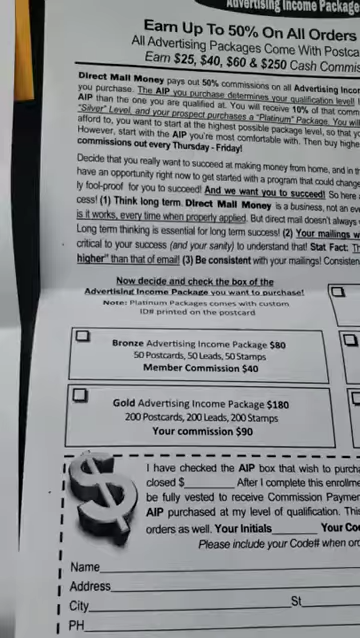 Advertising Income Package
Earn Up To 50% On All Orders
All Advertising Packages Come With Postca
Earn $25, $40, $60 & $250 Cash Commis
Direct Mall Money pays out 50% commissions on all Advertising Incom
you purchase. The AIP you purchase determines your qualification level!
AIP than the one you are qualified at. You will receive 10% of that comm
"Silver" Level, and your prospect purchases a "Platinum" Package. You will
afford to, you want to start at the highest possible package level, so that yo
However, start with the AIP you're most comfortable with. Then buy highe
commissions out every Thursday - Friday!
Decide that you really want to succeed at making money from home, and in th
have an opportunity right now to get started with a program that could change
ly fool-proof for you to succeed! And we want you to succeed! So here a
cess! (1) Think long term. Direct Mall Money is a business, not an eve
is it works, every time when properly applied. But direct mail doesn't always
Long term thinking is essential for long term success! (2) Your mailings w
critical to your success (and your sanity) to understand that! Stat Fact: Th
higher" than that of email! (3) Be consistent with your mailings! Consisten
Now decide and check the box of the
Advertising Income Package you want to purchase!
Note: Platinum Packages comes with custom
ID# printed on the postcard
Bronze Advertising Income Package $80
50 Postcards, 50 Leads, 50 Stamps
Member Commission $40
Gold Advertising Income Package $180
200 Postcards, 200 Leads, 200 Stamps
Your commission $90
$
I have checked the AIP box that wish to purcha
closed $________ After I complete this enrollme
be fully vested to receive Commission Paymen
AIP purchased at my level of qualification. This
orders as well. Your Initials________ Your Co
Please include your Code# when ord
Name
Address
City St
PH